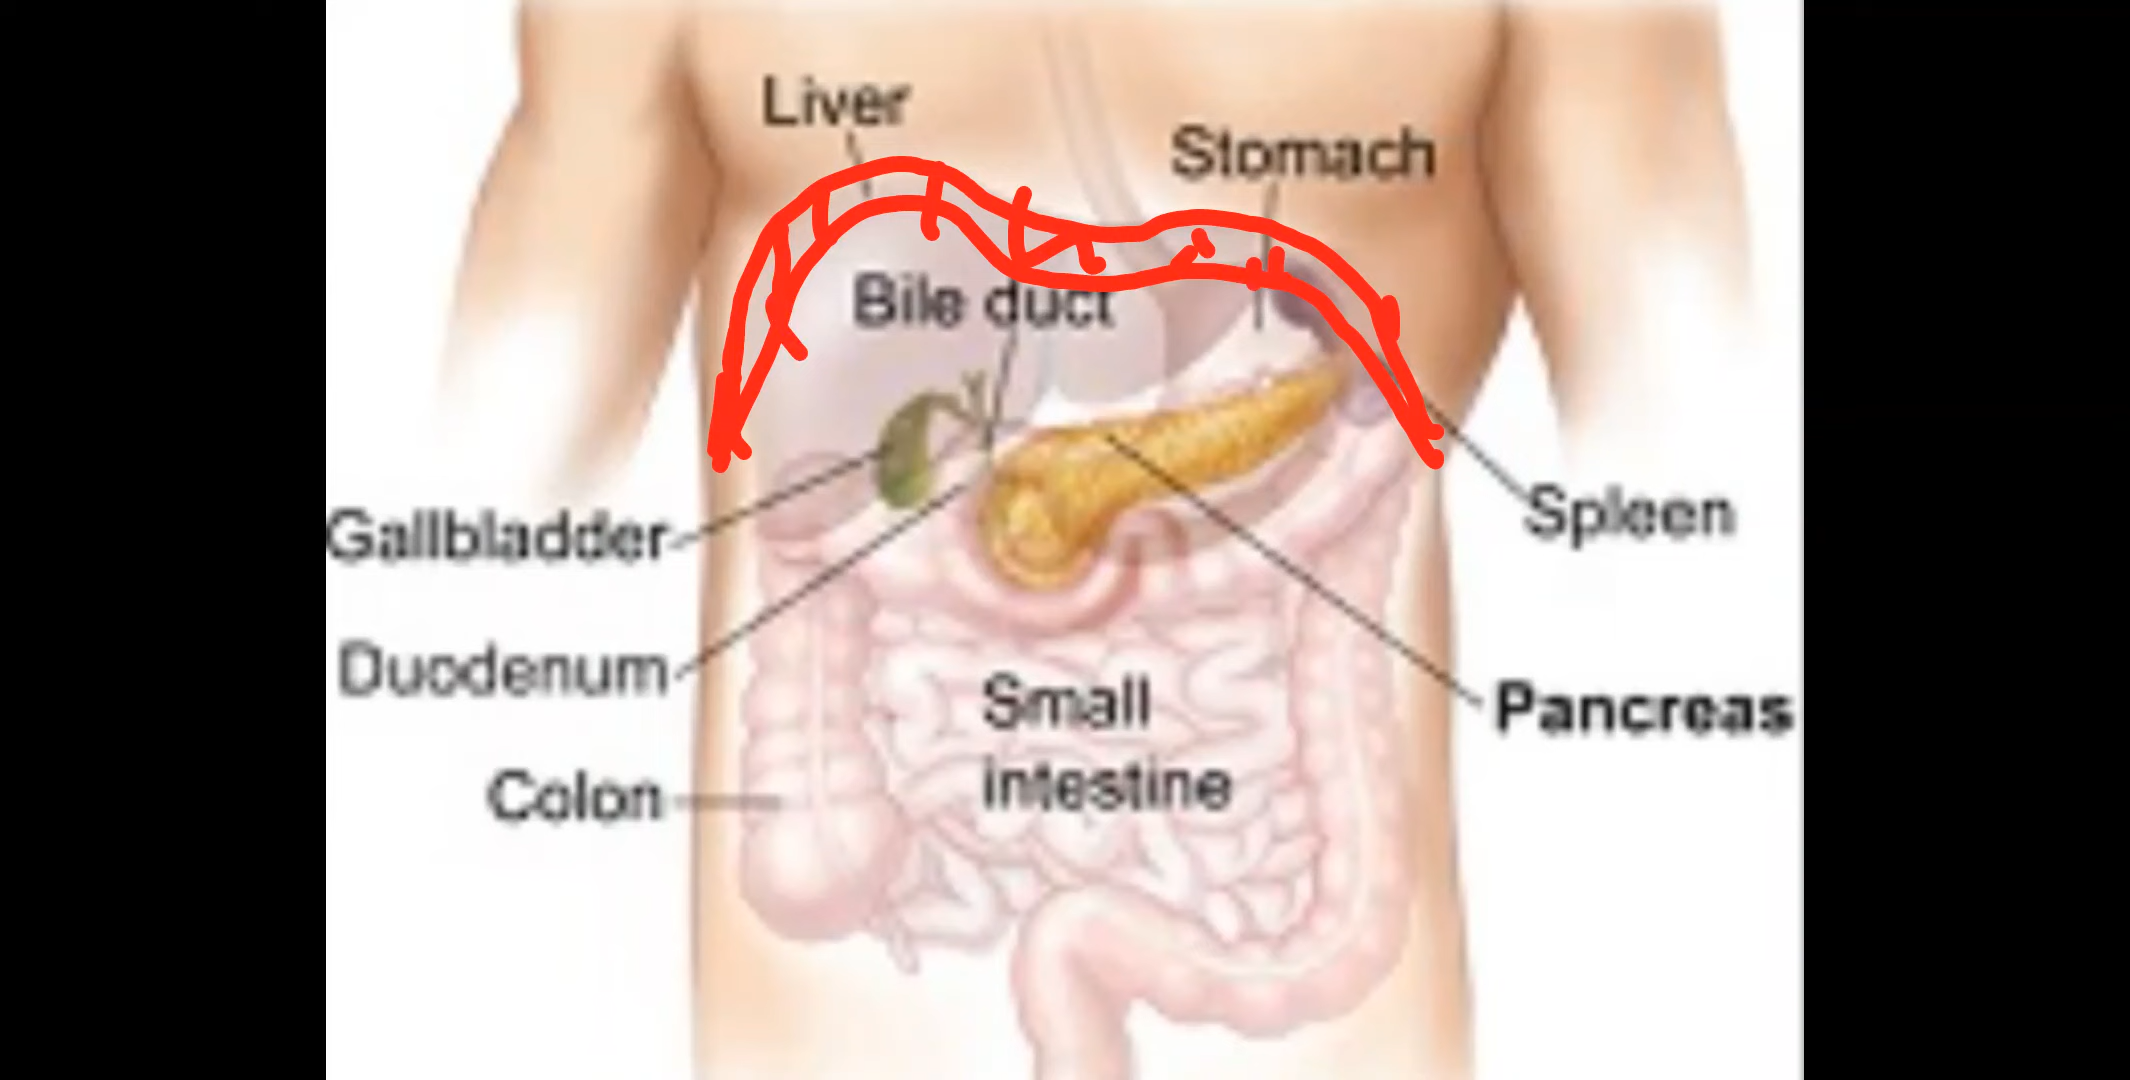 Liver
Stomach
Bile duct
Gallbladder
Spleen
Duodenum
Small
intestine
Pancreas
Colon